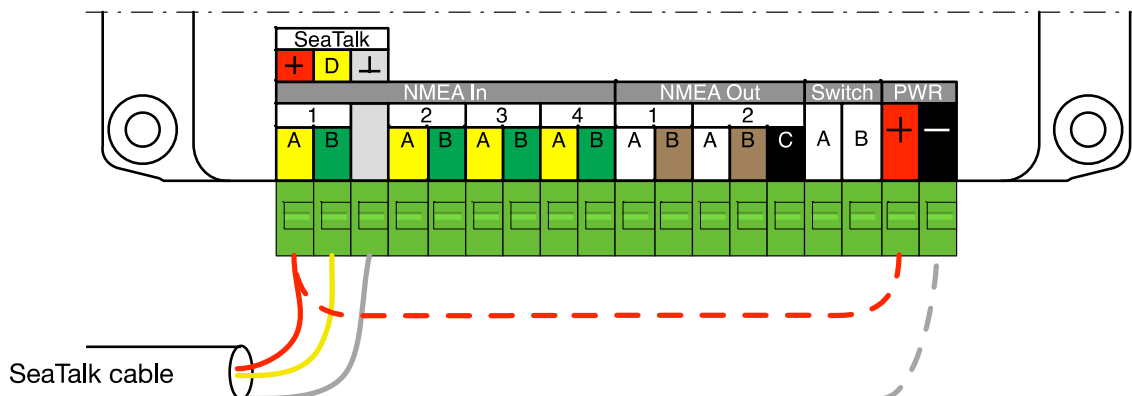 SeaTalk
+ D ⊥
NMEA In NMEA Out Switch PWR
1 2 3 4 1 2 + −
A B A B A B A B A B A B C A B
SeaTalk cable